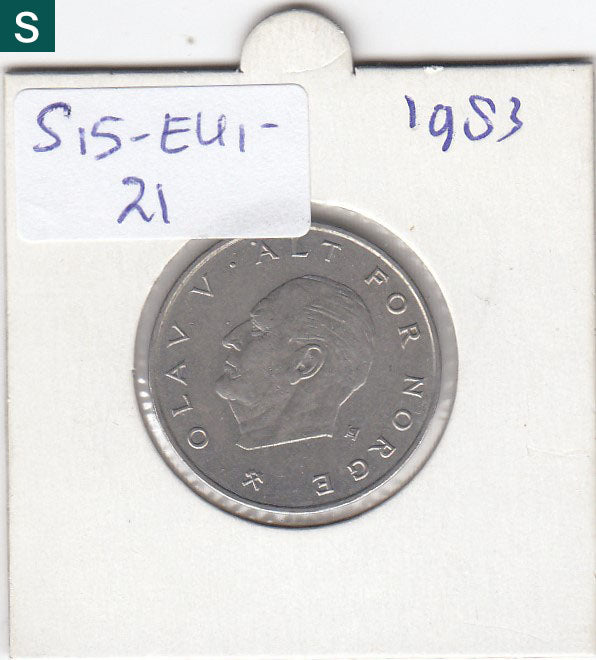 S
S15-EU1-
21
1983
OLAV V · ALT FOR NORGE